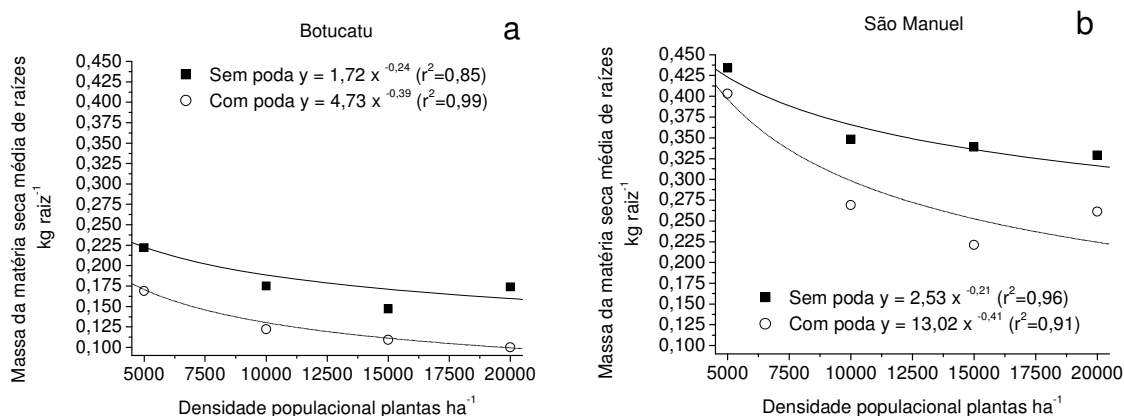 Botucatu
a
Massa da matéria seca média de raízes
kg raiz⁻¹
0,450
0,425
0,400
0,375
0,350
0,325
0,300
0,275
0,250
0,225
0,200
0,175
0,150
0,125
0,100
Sem poda y = 1,72 x ⁻⁰,²⁴ (r²=0,85)
Com poda y = 4,73 x ⁻⁰,³⁹ (r²=0,99)
5000 7500 10000 12500 15000 17500 20000
Densidade populacional plantas ha⁻¹
São Manuel
b
Massa da matéria seca média de raízes
kg raiz⁻¹
0,450
0,425
0,400
0,375
0,350
0,325
0,300
0,275
0,250
0,225
0,200
0,175
0,150
0,125
0,100
Sem poda y = 2,53 x ⁻⁰,²¹ (r²=0,96)
Com poda y = 13,02 x ⁻⁰,⁴¹ (r²=0,91)
5000 7500 10000 12500 15000 17500 20000
Densidade populacional plantas ha⁻¹